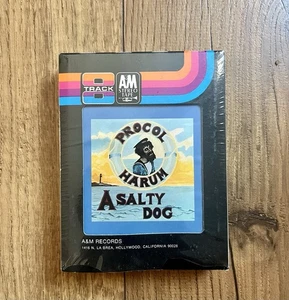 8
TRACK
A&M
STEREO
TAPE
PROCOL
HARUM
A SALTY
DOG
A&M RECORDS
1416 N. LA BREA, HOLLYWOOD, CALIFORNIA 90028